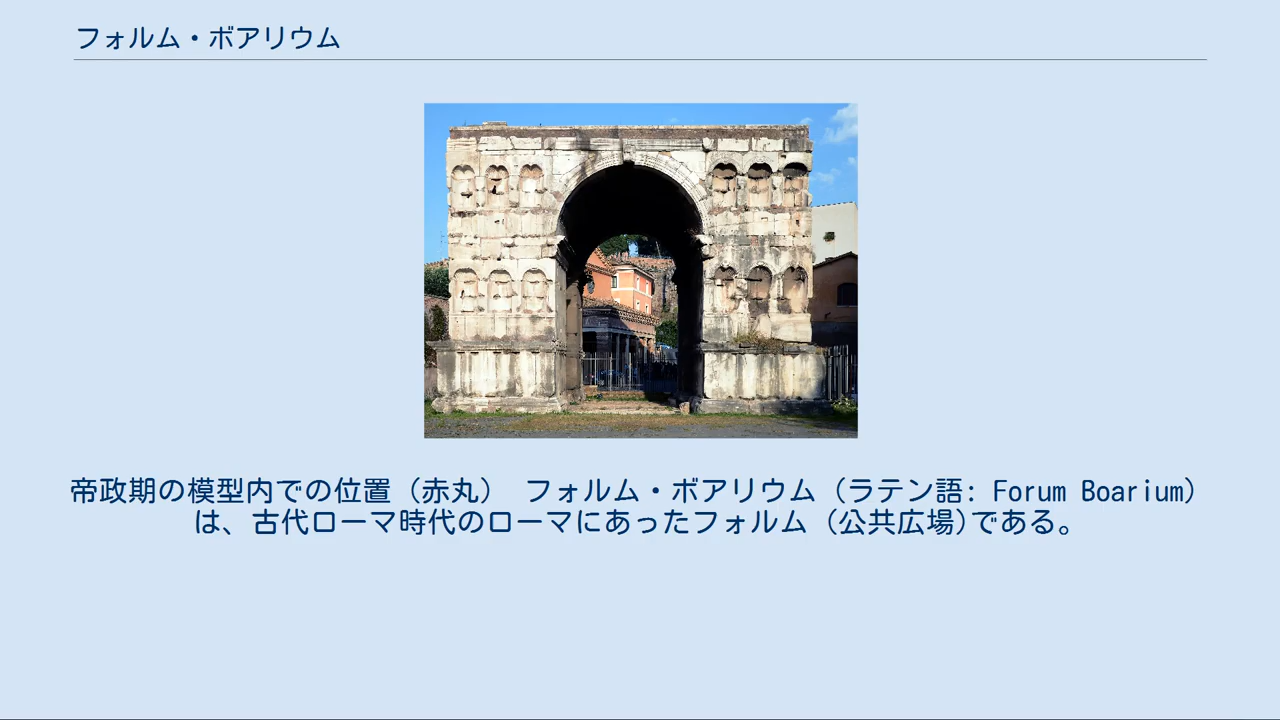 フォルム・ボアリウム
帝政期の模型内での位置（赤丸）　フォルム・ボアリウム（ラテン語: Forum Boarium）
は、古代ローマ時代のローマにあったフォルム（公共広場)である。